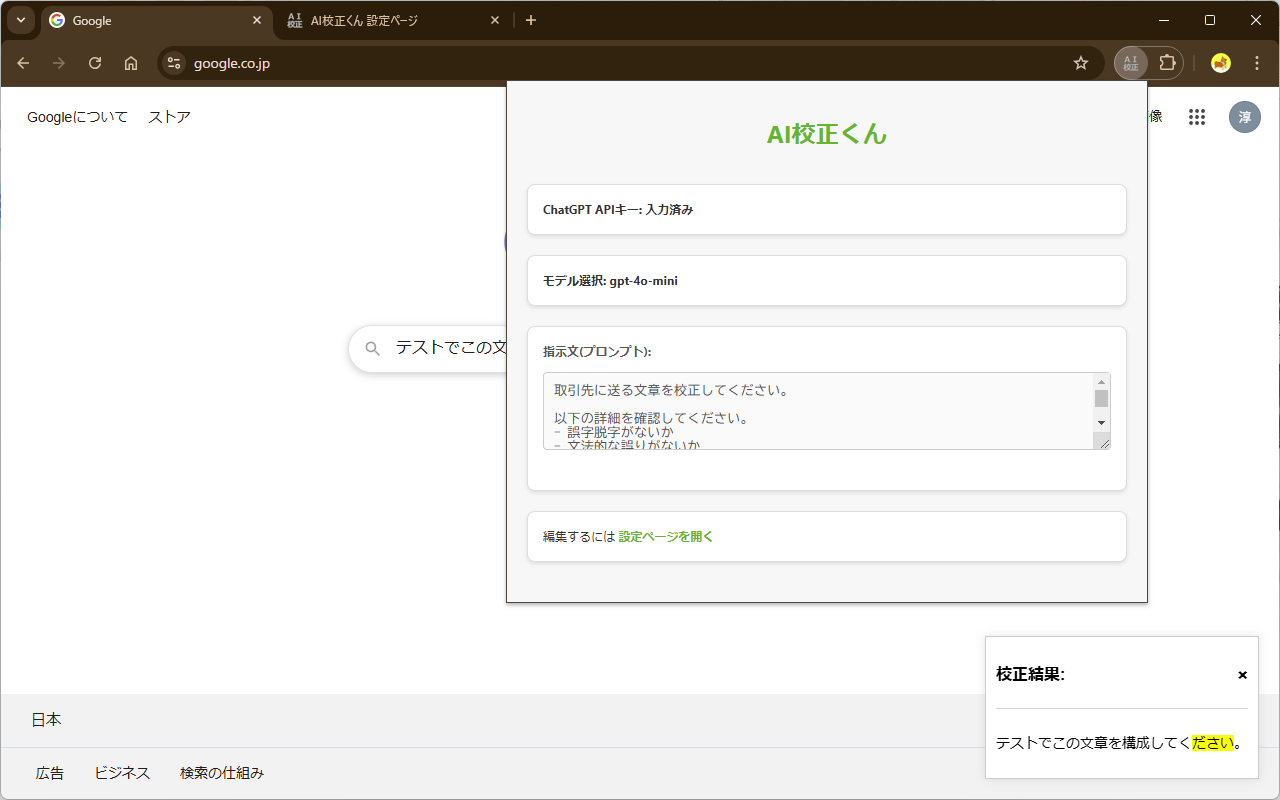 Google
AI校正くん 設定ページ
google.co.jp
AI
校正
Googleについて
ストア
像
淳
AI校正くん
ChatGPT APIキー: 入力済み
モデル選択: gpt-4o-mini
テストでこの文
指示文(プロンプト):
取引先に送る文章を校正してください。
以下の詳細を確認してください。
- 誤字脱字がないか
- 文法的な誤りがないか
編集するには 設定ページを開く
校正結果:
テストでこの文章を構成してください。
日本
広告
ビジネス
検索の仕組み